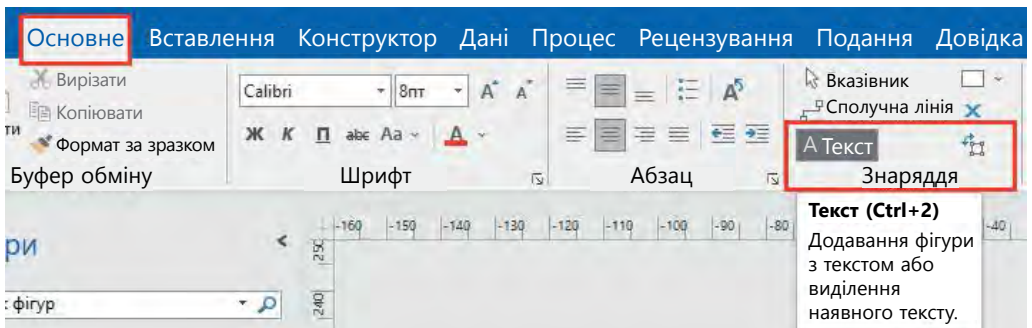 Основне Вставлення Конструктор Дані Процес Рецензування Подання Довідка
Вирізати
Копіювати
ти
Формат за зразком
Буфер обміну
Calibri 8пт A A
Ж К П abc Aa A
Шрифт
A
Абзац
Вказівник
Сполучна лінія
A Текст
Знаряддя
Текст (Ctrl+2)
Додавання фігури
з текстом або
виділення
наявного тексту.
ри
фігур
-160 -150 -140 -130 -120 -110 -100 -90 -80 -40
250
240